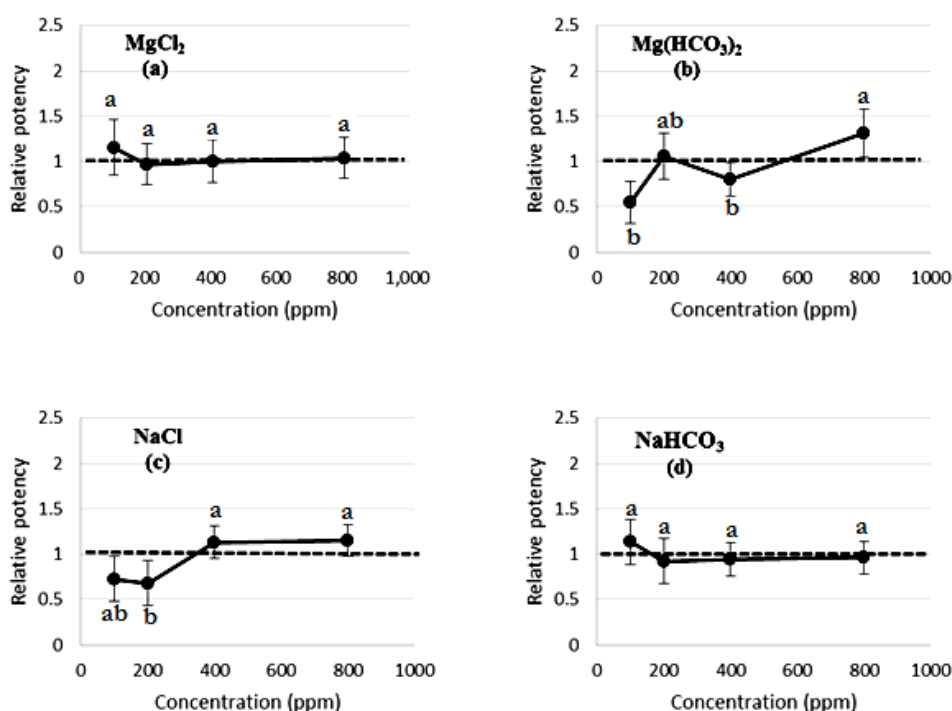 MgCl₂
(a)
Relative potency
2.5
2
1.5
1
0.5
0
a
a
a
a
0 200 400 600 800 1,000
Concentration (ppm)
Mg(HCO₃)₂
(b)
Relative potency
2.5
2
1.5
1
0.5
0
b
ab
b
a
0 200 400 600 800 1000
Concentration (ppm)
NaCl
(c)
Relative potency
2.5
2
1.5
1
0.5
0
ab
b
a
a
0 200 400 600 800 1000
Concentration (ppm)
NaHCO₃
(d)
Relative potency
2.5
2
1.5
1
0.5
0
a
a
a
a
0 200 400 600 800 1000
Concentration (ppm)